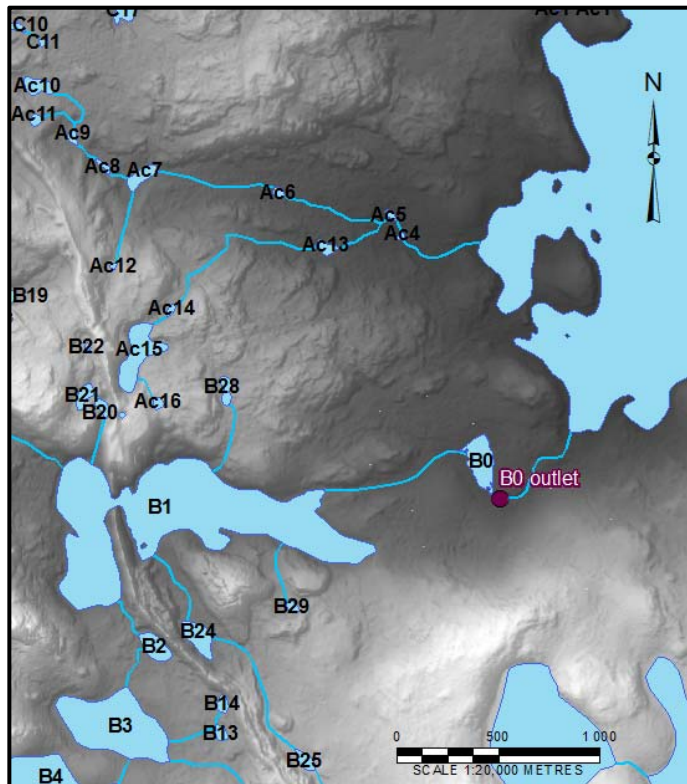 C10
C17
C11
N
Ac10
Ac11
Ac9
Ac8
Ac7
Ac6
Ac5
Ac4
Ac13
Ac12
B19
Ac14
B22
Ac15
B21
B28
B20
Ac16
B0
B0 outlet
B1
B29
B24
B2
B14
B3
B13
B25
B4
0 500 1 000
SCALE 1:20,000 METRES